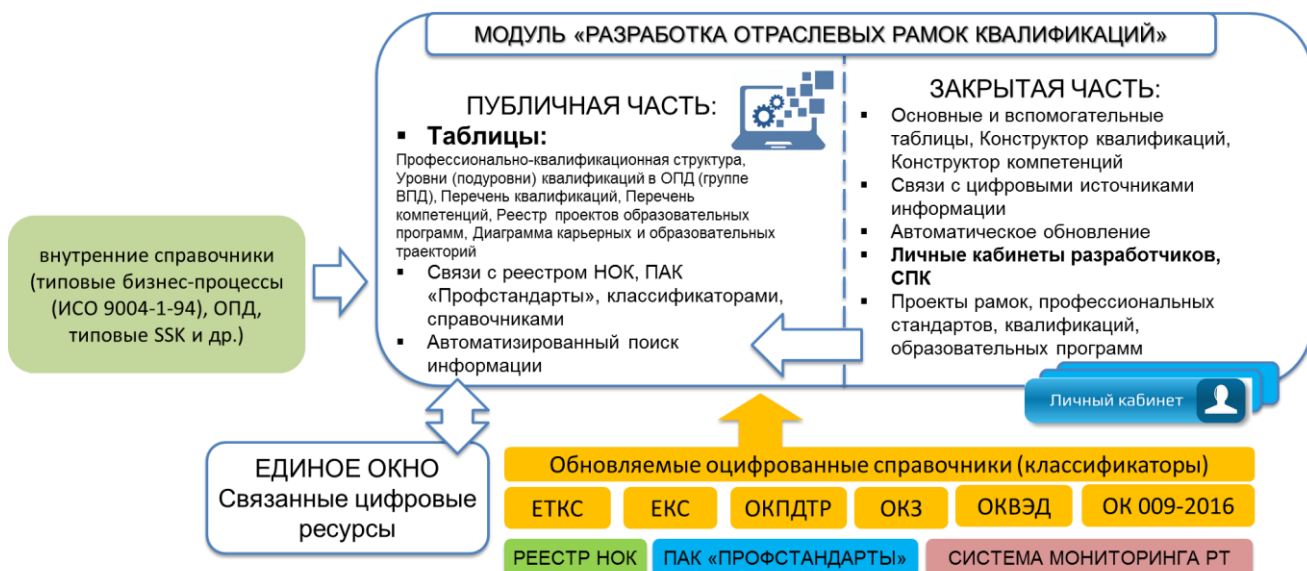 МОДУЛЬ «РАЗРАБОТКА ОТРАСЛЕВЫХ РАМОК КВАЛИФИКАЦИЙ»
ПУБЛИЧНАЯ ЧАСТЬ:
▪ Таблицы:
Профессионально-квалификационная структура,
Уровни (подуровни) квалификаций в ОПД (группе
ВПД), Перечень квалификаций, Перечень
компетенций, Реестр проектов образовательных
программ, Диаграмма карьерных и образовательных
траекторий
▪ Связи с реестром НОК, ПАК
«Профстандарты», классификаторами,
справочниками
▪ Автоматизированный поиск
информации
ЗАКРЫТАЯ ЧАСТЬ:
▪ Основные и вспомогательные
таблицы, Конструктор квалификаций,
Конструктор компетенций
▪ Связи с цифровыми источниками
информации
▪ Автоматическое обновление
▪ Личные кабинеты разработчиков,
СПК
▪ Проекты рамок, профессиональных
стандартов, квалификаций,
образовательных программ
Личный кабинет
внутренние справочники
(типовые бизнес-процессы
(ИСО 9004-1-94), ОПД,
типовые SSK и др.)
ЕДИНОЕ ОКНО
Связанные цифровые
ресурсы
Обновляемые оцифрованные справочники (классификаторы)
ЕТКС
ЕКС
ОКПДТР
ОКЗ
ОКВЭД
ОК 009-2016
РЕЕСТР НОК
ПАК «ПРОФСТАНДАРТЫ»
СИСТЕМА МОНИТОРИНГА РТ